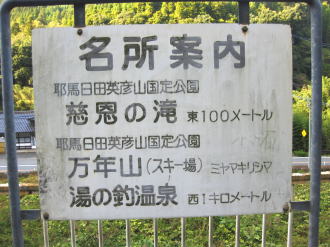 名所案内
耶馬日田英彦山国定公園
慈恩の滝 東100メートル
耶馬日田英彦山国定公園
万年山(スキー場) ミヤマキリシマ
湯の釣温泉 西1キロメートル